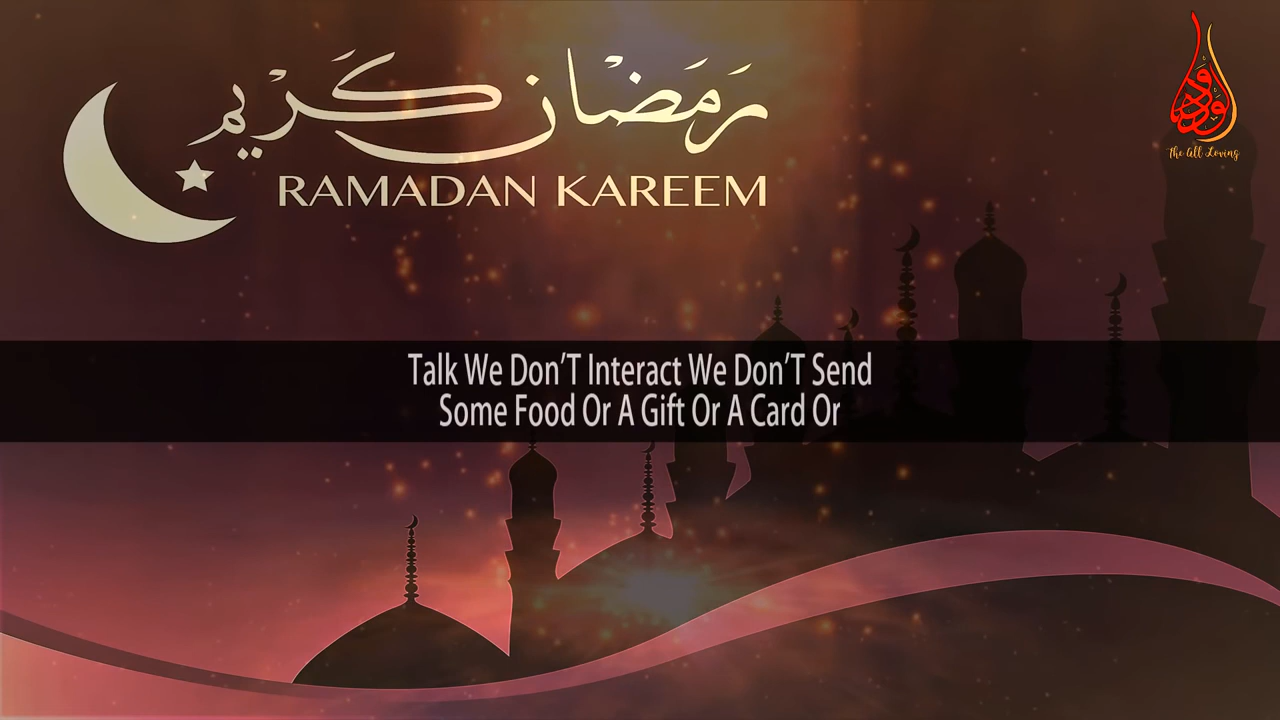 رَمَضَان كَرْيم
RAMADAN KAREEM
الودود
The All Loving
Talk We Don’T Interact We Don’T Send
Some Food Or A Gift Or A Card Or